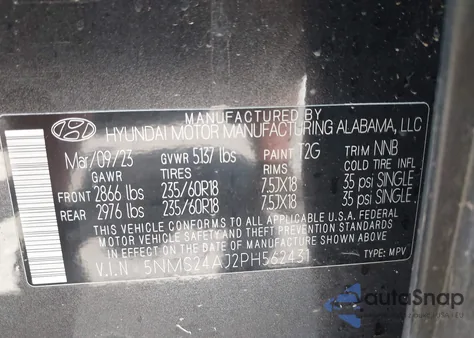 MANUFACTURED BY
HYUNDAI MOTOR MANUFACTURING ALABAMA, LLC
Mar/09/23 GVWR 5137 lbs PAINT T2G TRIM NNB
GAWR TIRES RIMS COLD TIRE INFL
FRONT 2866 lbs 235/60R18 7.5JX18 35 psi SINGLE
REAR 2976 lbs 235/60R18 7.5JX18 35 psi SINGLE
THIS VEHICLE CONFORMS TO ALL APPLICABLE U.S.A. FEDERAL
MOTOR VEHICLE SAFETY AND THEFT PREVENTION STANDARDS
IN EFFECT ON THE DATE OF MANUFACTURE SHOWN ABOVE.
V.I.N 5NMS24AJ2PH562431 TYPE: MPV
autaSnap